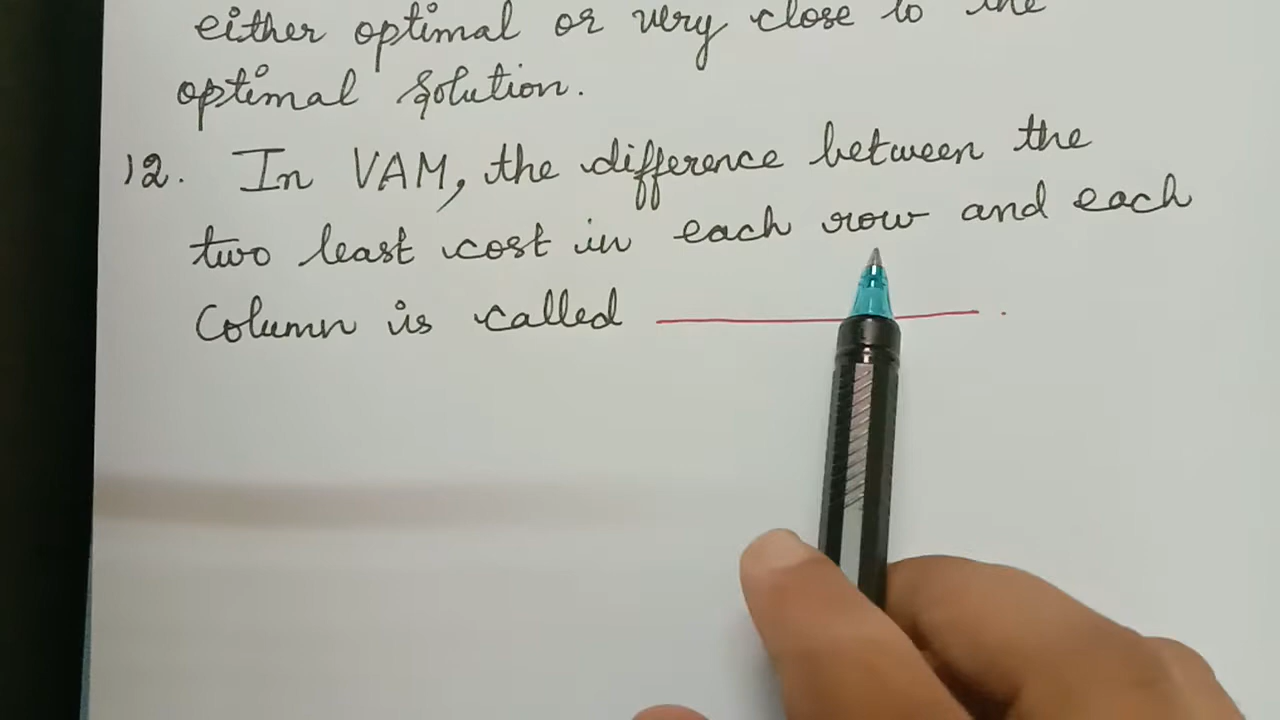 either optimal or very close to the
optimal solution.
12. In VAM, the difference between the
two least cost in each row and each
Column is called ________ .